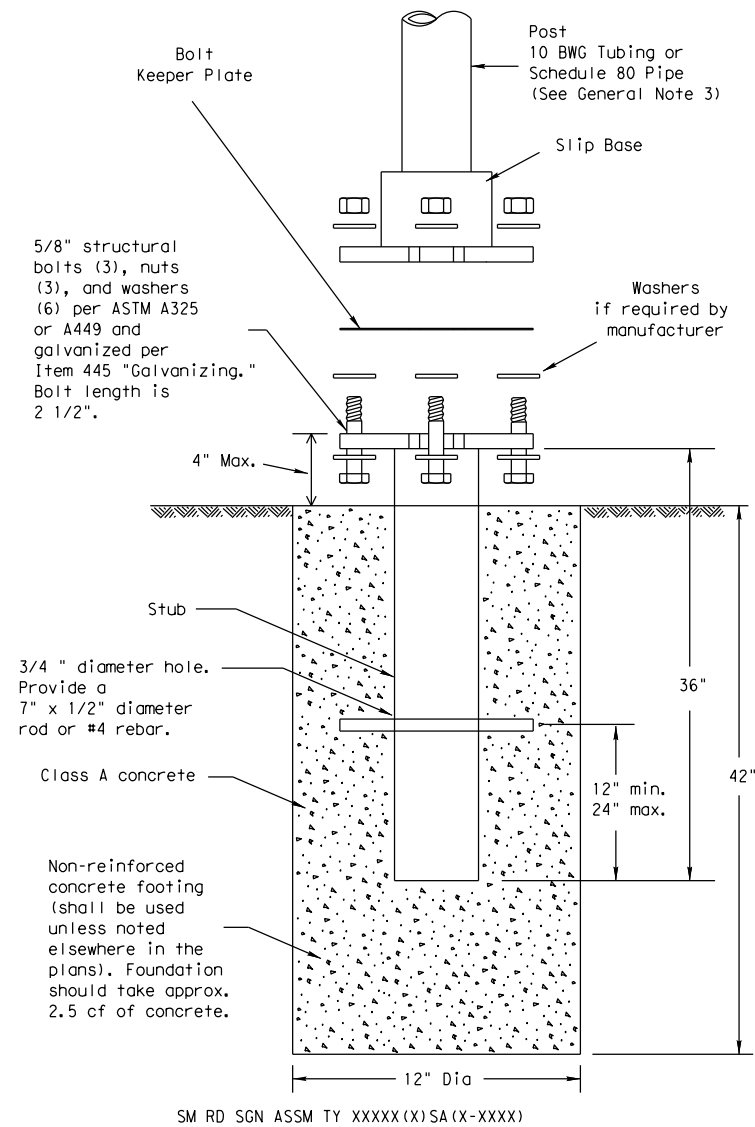 Post
10 BWG Tubing or
Schedule 80 Pipe
(See General Note 3)
Bolt
Keeper Plate
Slip Base
5/8" structural
bolts (3), nuts
(3), and washers
(6) per ASTM A325
or A449 and
galvanized per
Item 445 "Galvanizing."
Bolt length is
2 1/2".
Washers
if required by
manufacturer
4" Max.
Stub
3/4 " diameter hole.
Provide a
7" x 1/2" diameter
rod or #4 rebar.
36"
Class A concrete
12" min.
24" max.
42"
Non-reinforced
concrete footing
(shall be used
unless noted
elsewhere in the
plans). Foundation
should take approx.
2.5 cf of concrete.
12" Dia
SM RD SGN ASSM TY XXXXX(X)SA(X-XXXX)